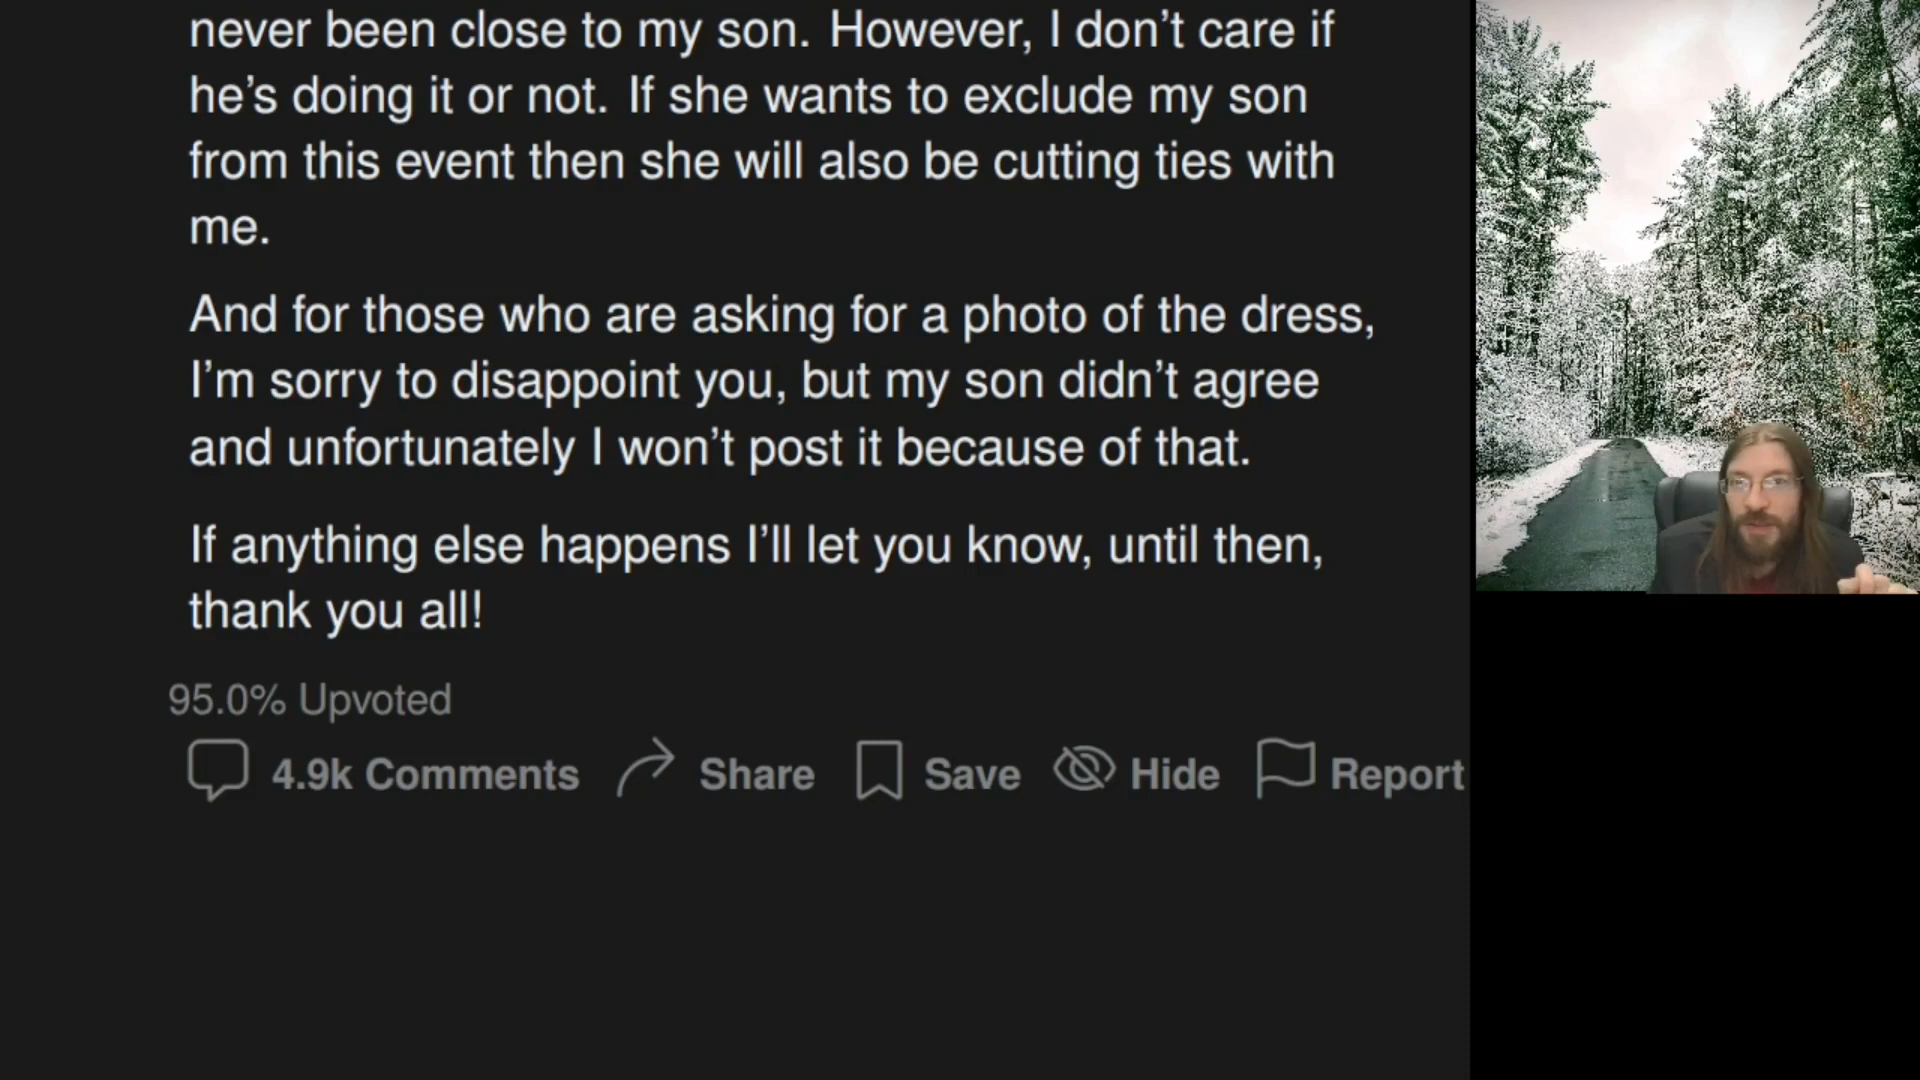 never been close to my son. However, I don’t care if
he’s doing it or not. If she wants to exclude my son
from this event then she will also be cutting ties with
me.
And for those who are asking for a photo of the dress,
I’m sorry to disappoint you, but my son didn’t agree
and unfortunately I won’t post it because of that.
If anything else happens I’ll let you know, until then,
thank you all!
95.0% Upvoted
4.9k Comments Share Save Hide Report